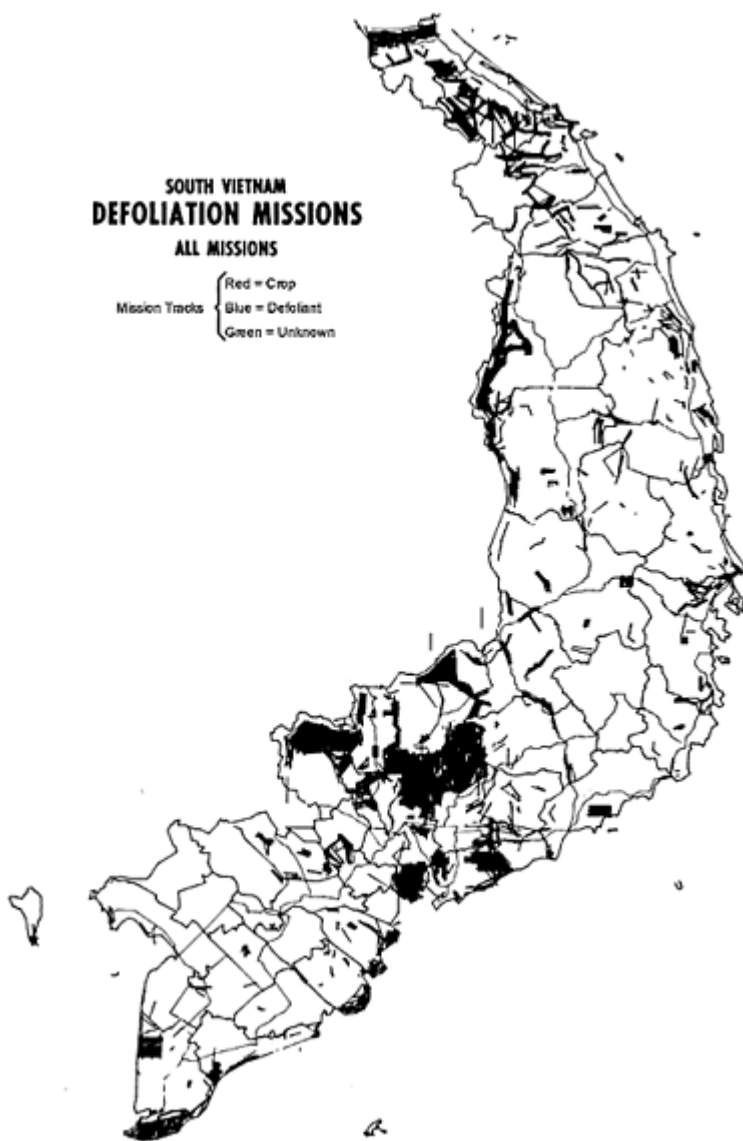 SOUTH VIETNAM
DEFOLIATION MISSIONS
ALL MISSIONS
Red = Crop
Mission Tracks Blue = Defoliant
Green = Unknown